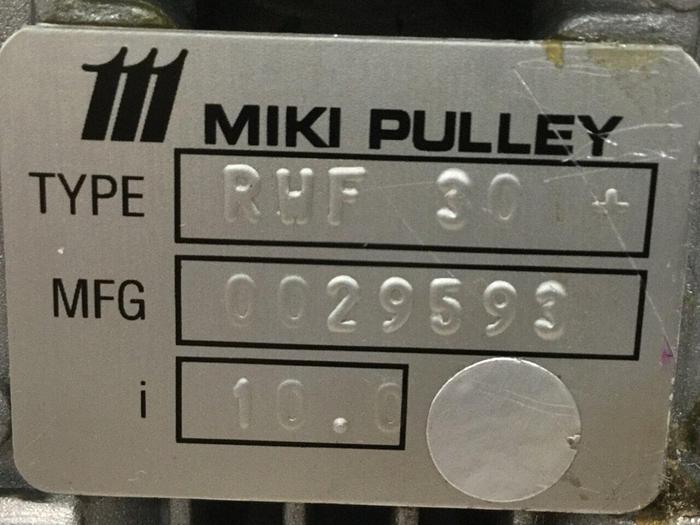 MIKI PULLEY
TYPE RWF 30 +
MFG 0029593
i 10.0